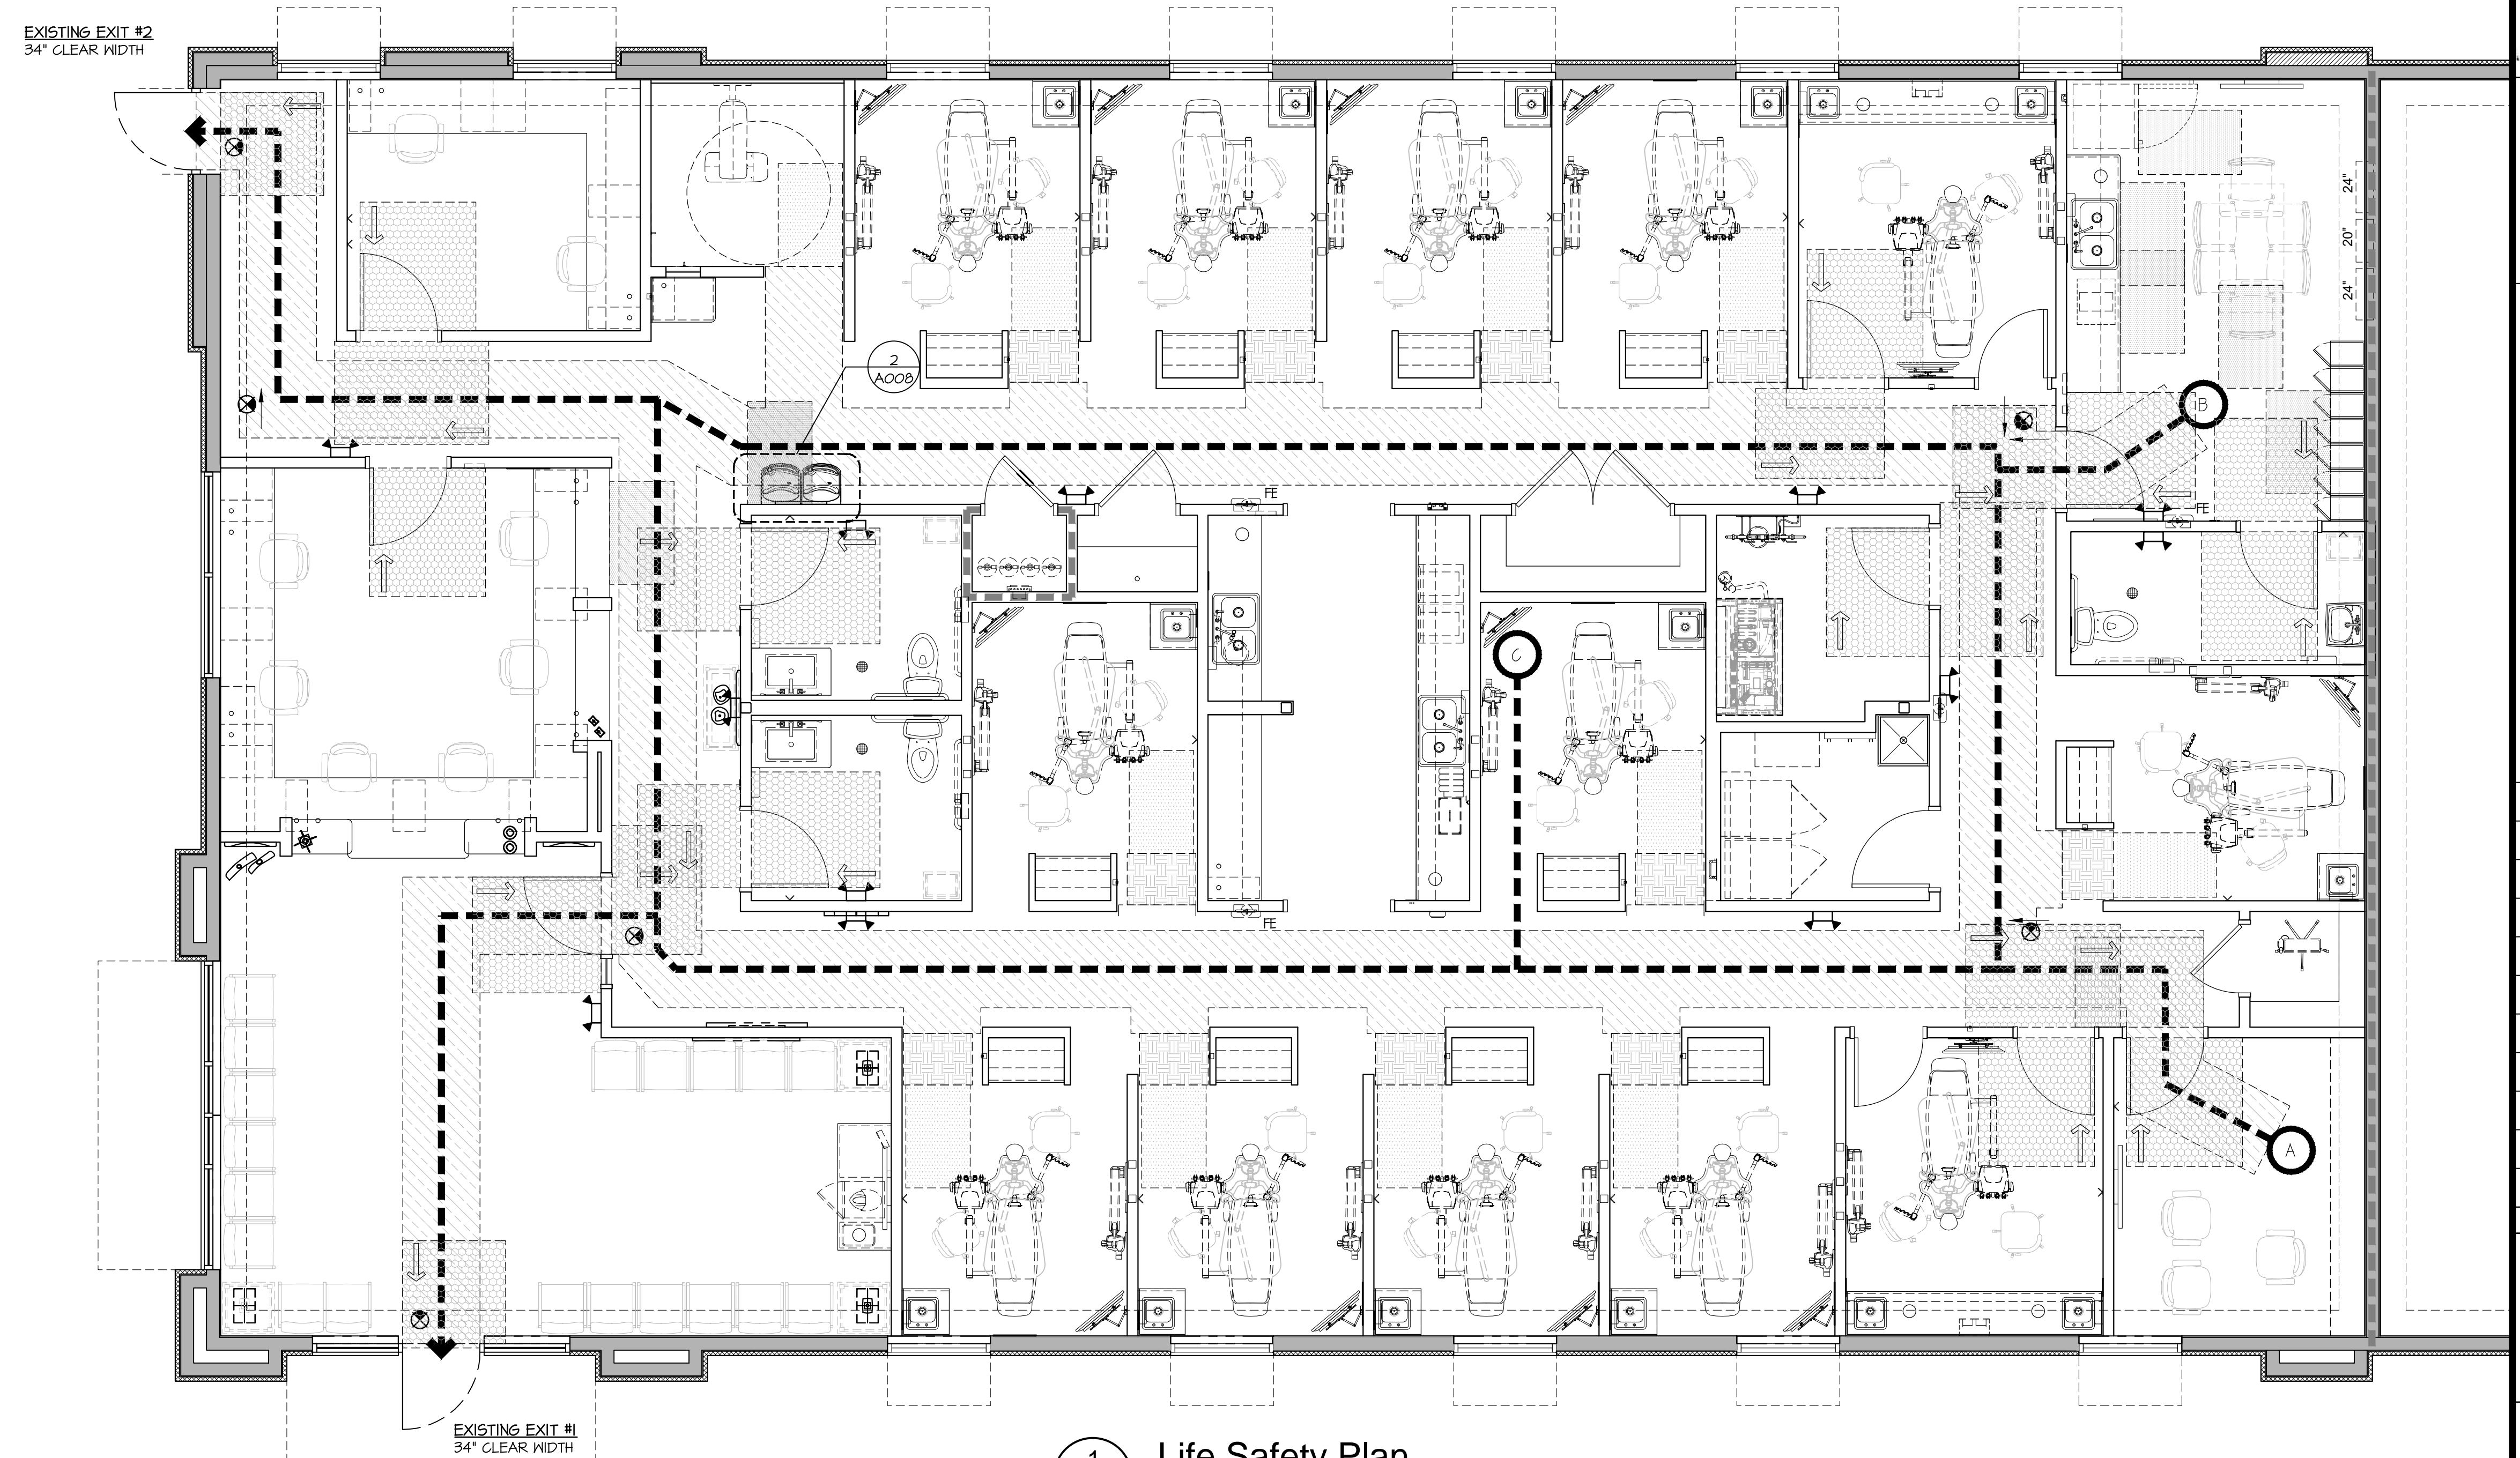 EXISTING EXIT #2
34" CLEAR WIDTH
24"
20"
24"
2
A008
B
FE
FE
C
FE
A
EXISTING EXIT #1
34" CLEAR WIDTH
1
Life Safety Plan